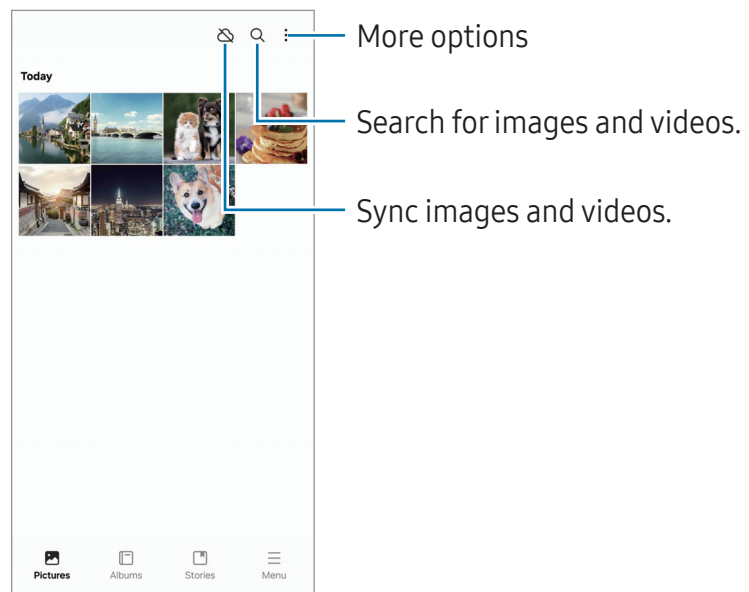 More options
Today
Search for images and videos.
Sync images and videos.
Pictures Albums Stories Menu